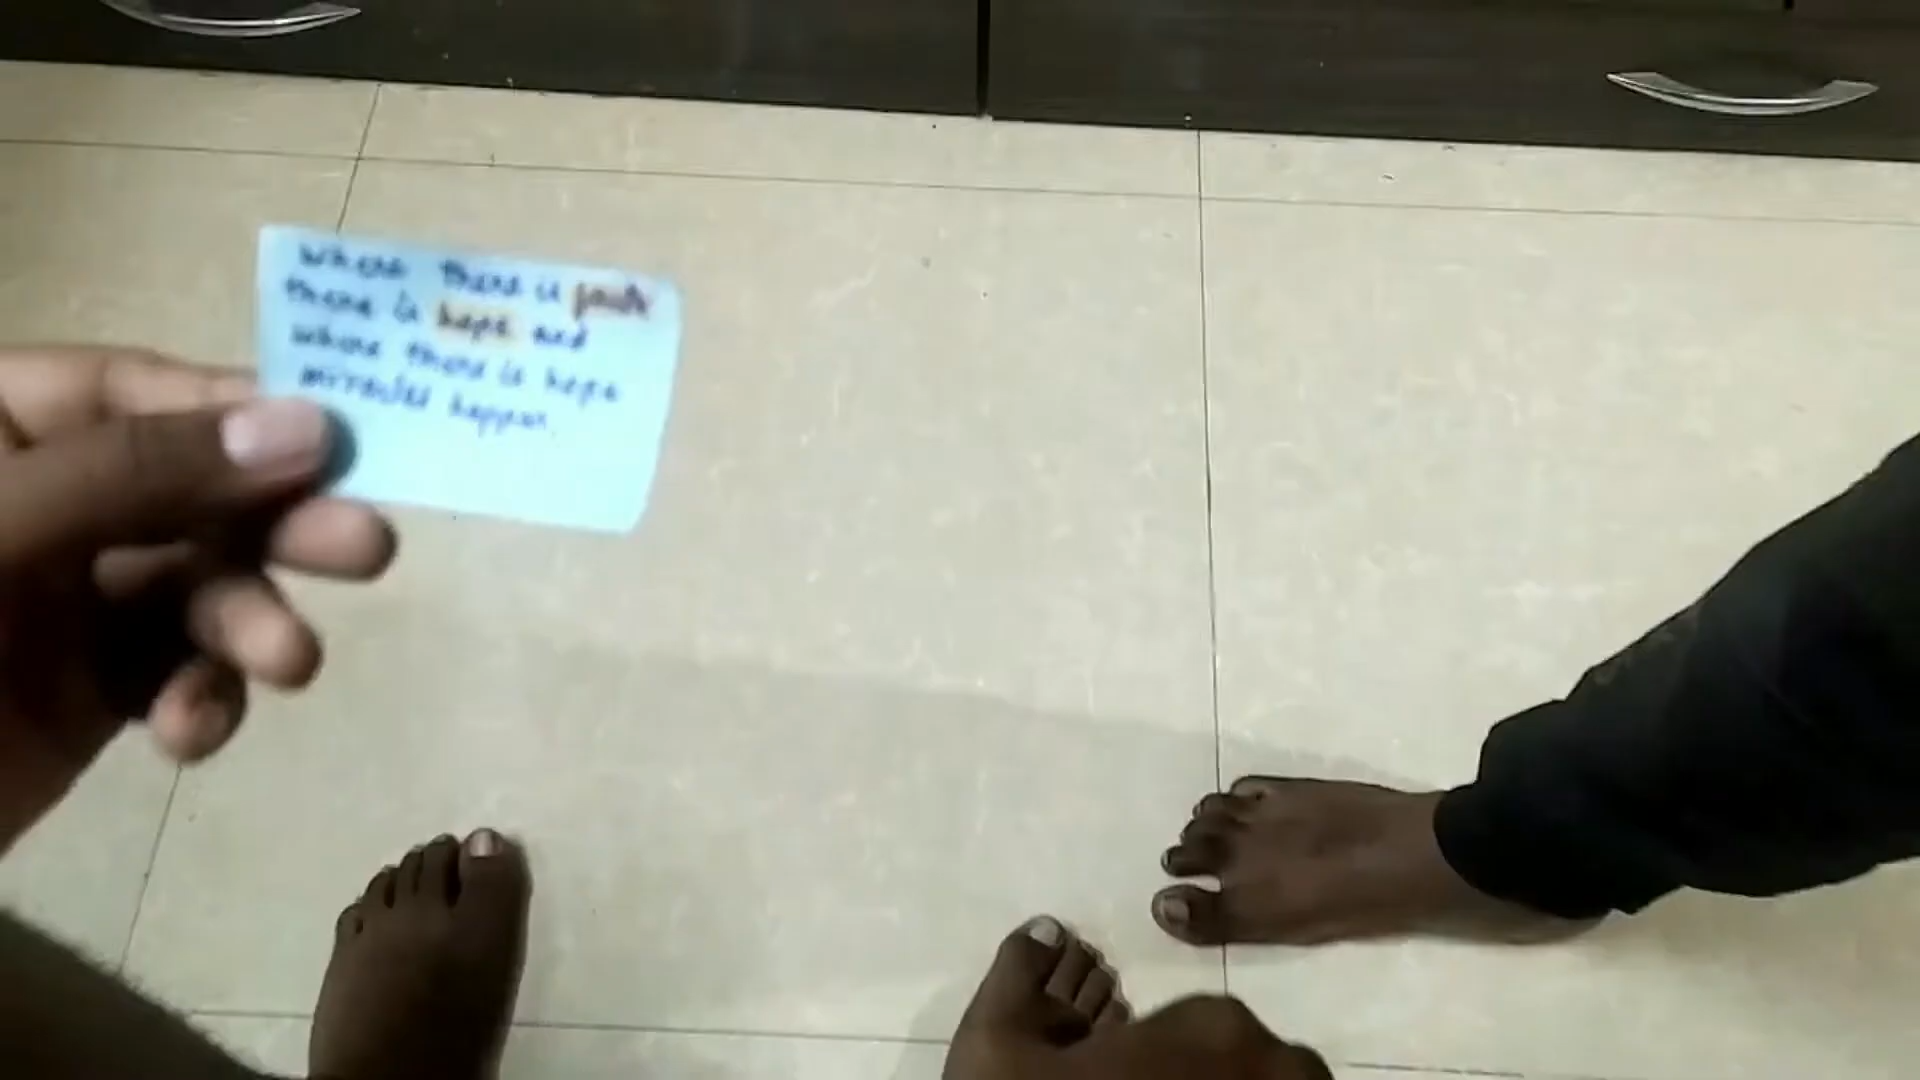 Where there is faith
there is hope and
where there is hope
miracles happen.